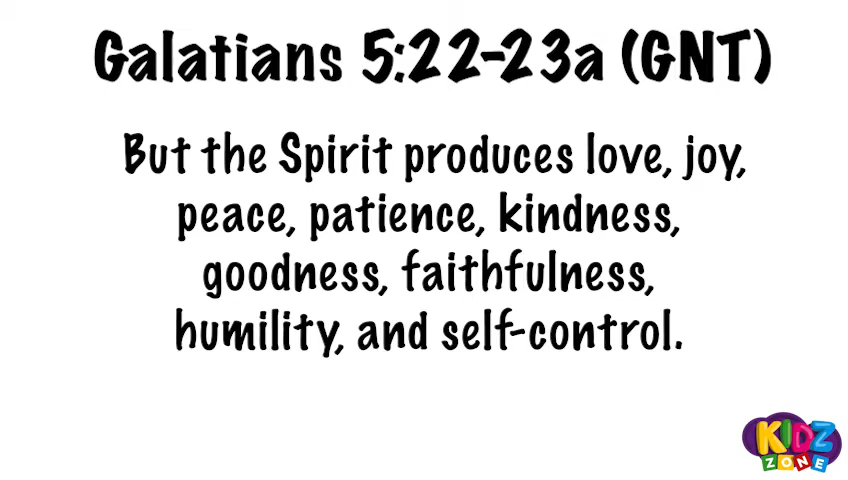 Galatians 5:22-23a (GNT)
But the Spirit produces love, joy,
peace, patience, kindness,
goodness, faithfulness,
humility, and self-control.
KIDZ
ZONE